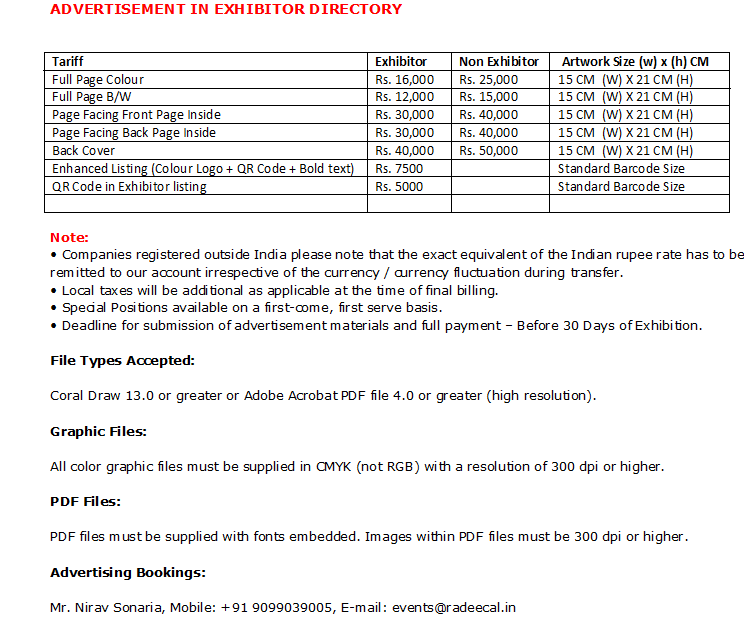 ADVERTISEMENT IN EXHIBITOR DIRECTORY
Tariff Exhibitor Non Exhibitor Artwork Size (w) x (h) CM
Full Page Colour Rs. 16,000 Rs. 25,000 15 CM (W) X 21 CM (H)
Full Page B/W Rs. 12,000 Rs. 15,000 15 CM (W) X 21 CM (H)
Page Facing Front Page Inside Rs. 30,000 Rs. 40,000 15 CM (W) X 21 CM (H)
Page Facing Back Page Inside Rs. 30,000 Rs. 40,000 15 CM (W) X 21 CM (H)
Back Cover Rs. 40,000 Rs. 50,000 15 CM (W) X 21 CM (H)
Enhanced Listing (Colour Logo + QR Code + Bold text) Rs. 7500 Standard Barcode Size
QR Code in Exhibitor listing Rs. 5000 Standard Barcode Size
Note:
• Companies registered outside India please note that the exact equivalent of the Indian rupee rate has to be
remitted to our account irrespective of the currency / currency fluctuation during transfer.
• Local taxes will be additional as applicable at the time of final billing.
• Special Positions available on a first-come, first serve basis.
• Deadline for submission of advertisement materials and full payment – Before 30 Days of Exhibition.
File Types Accepted:
Coral Draw 13.0 or greater or Adobe Acrobat PDF file 4.0 or greater (high resolution).
Graphic Files:
All color graphic files must be supplied in CMYK (not RGB) with a resolution of 300 dpi or higher.
PDF Files:
PDF files must be supplied with fonts embedded. Images within PDF files must be 300 dpi or higher.
Advertising Bookings:
Mr. Nirav Sonaria, Mobile: +91 9099039005, E-mail: events@radeecal.in